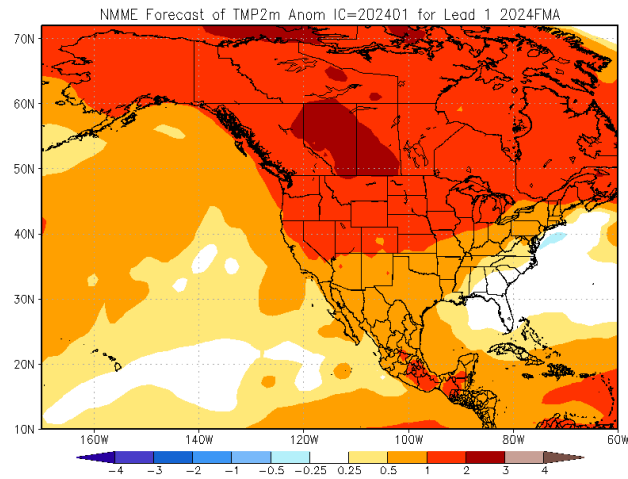 NMME Forecast of TMP2m Anom IC=202401 for Lead 1 2024FMA
70N
60N
50N
40N
30N
20N
10N
160W 140W 120W 100W 80W 60W
-4 -3 -2 -1 -0.5 -0.25 0.25 0.5 1 2 3 4